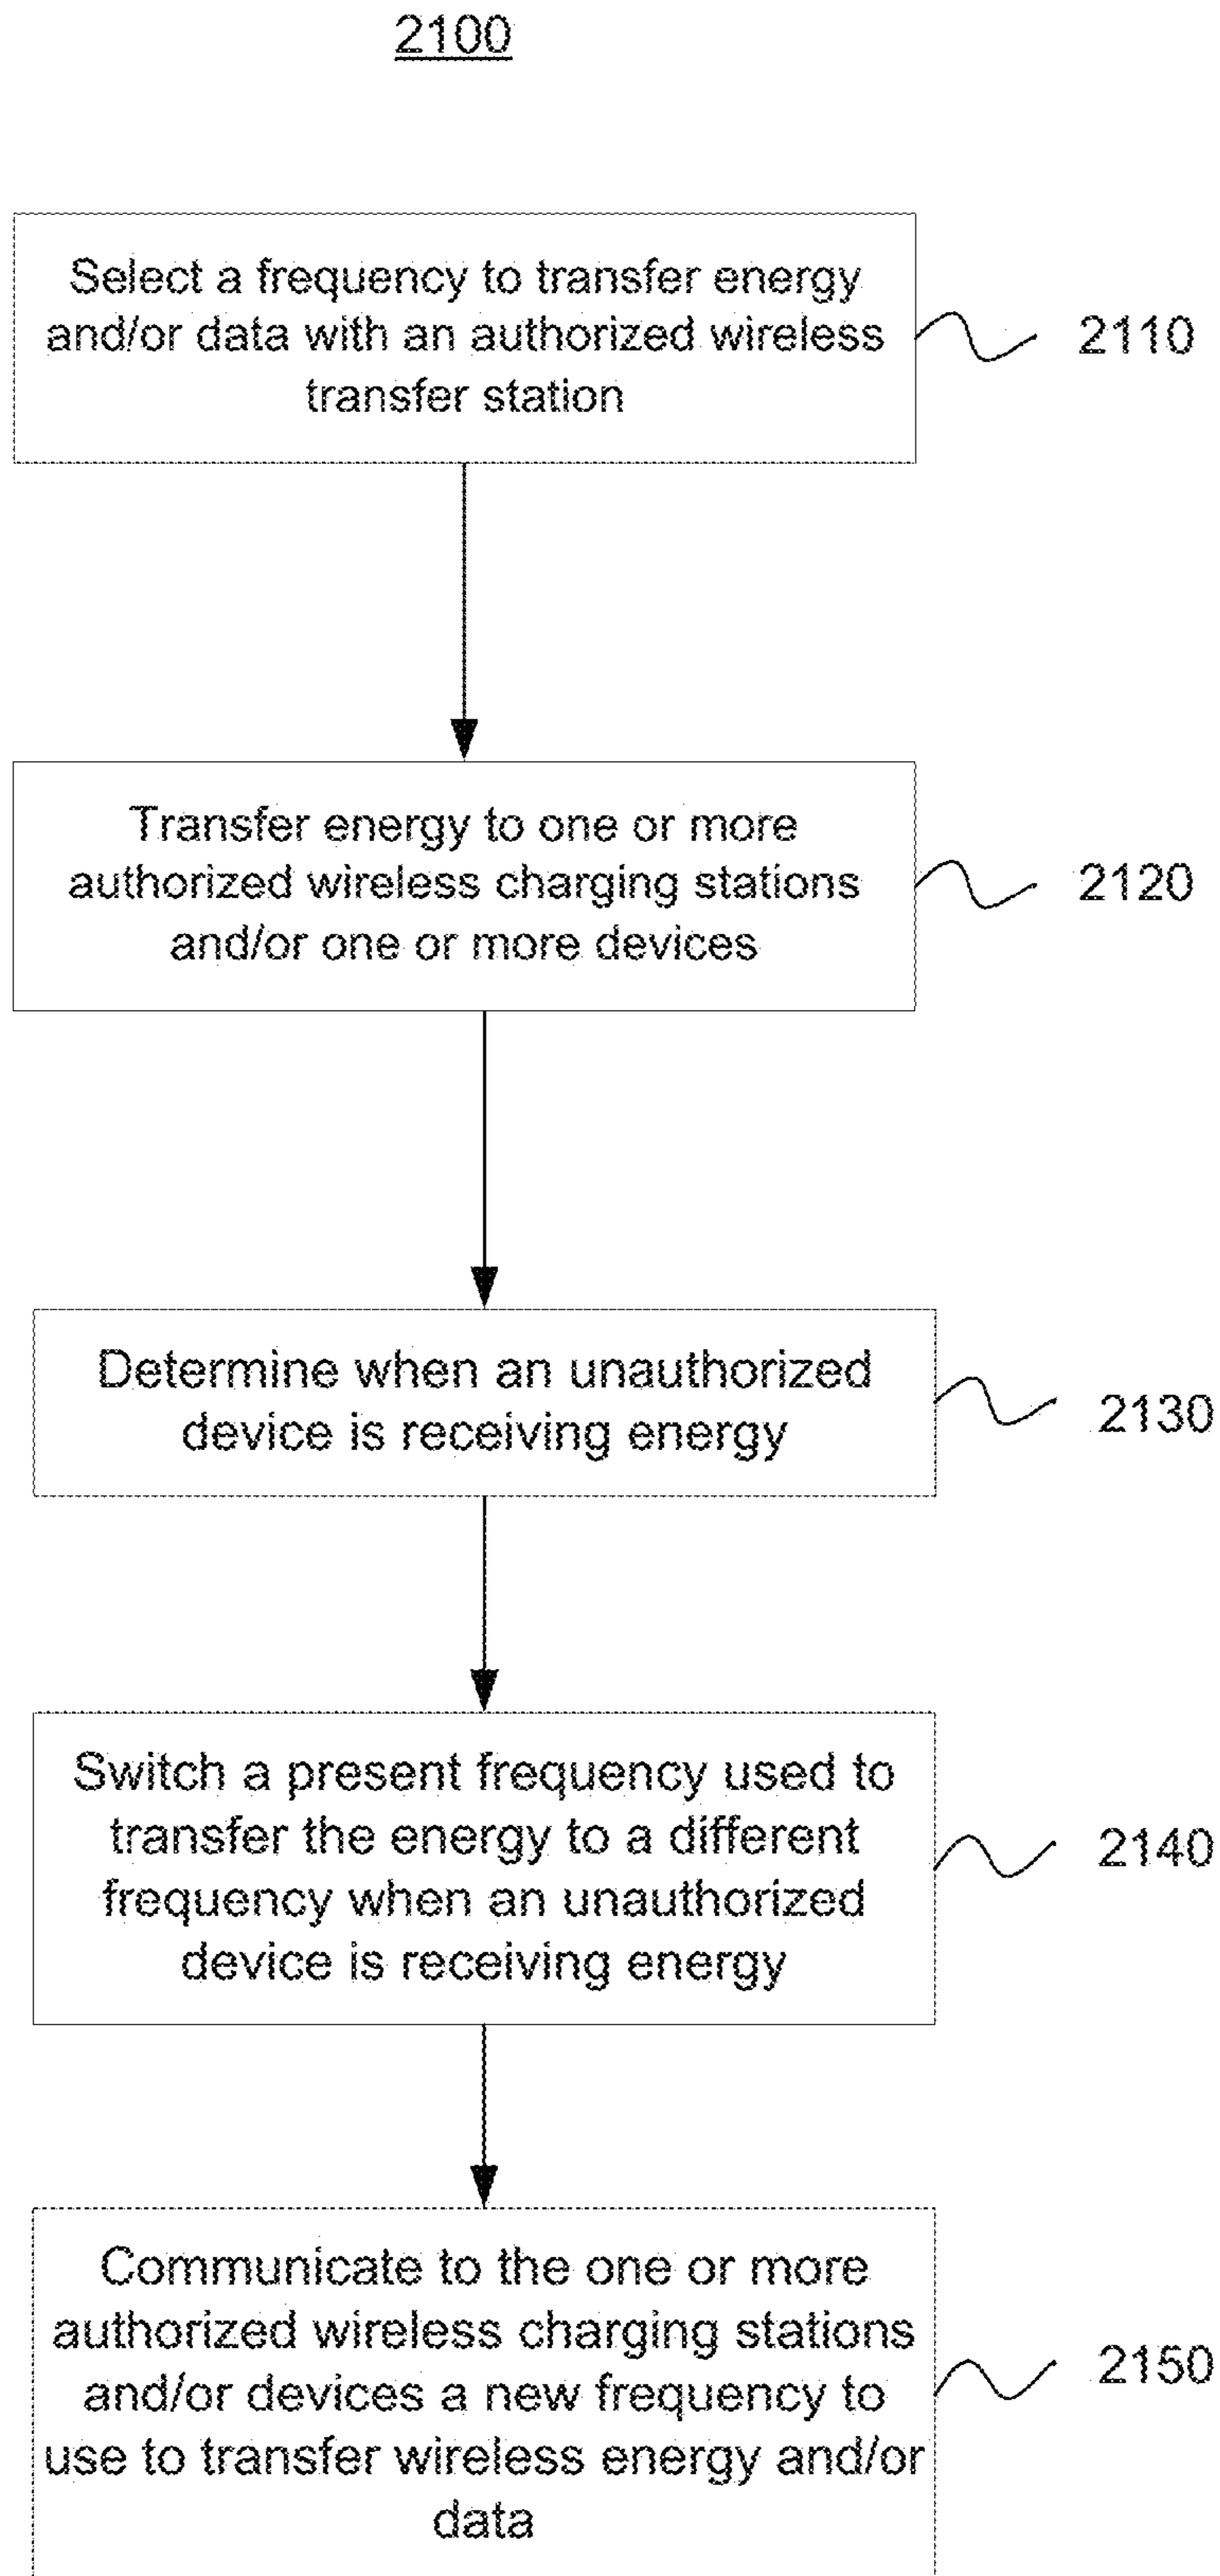 2100
Select a frequency to transfer energy
and/or data with an authorized wireless
transfer station
2110
Transfer energy to one or more
authorized wireless charging stations
and/or one or more devices
2120
Determine when an unauthorized
device is receiving energy
2130
Switch a present frequency used to
transfer the energy to a different
frequency when an unauthorized
device is receiving energy
2140
Communicate to the one or more
authorized wireless charging stations
and/or devices a new frequency to
use to transfer wireless energy and/or
data
2150